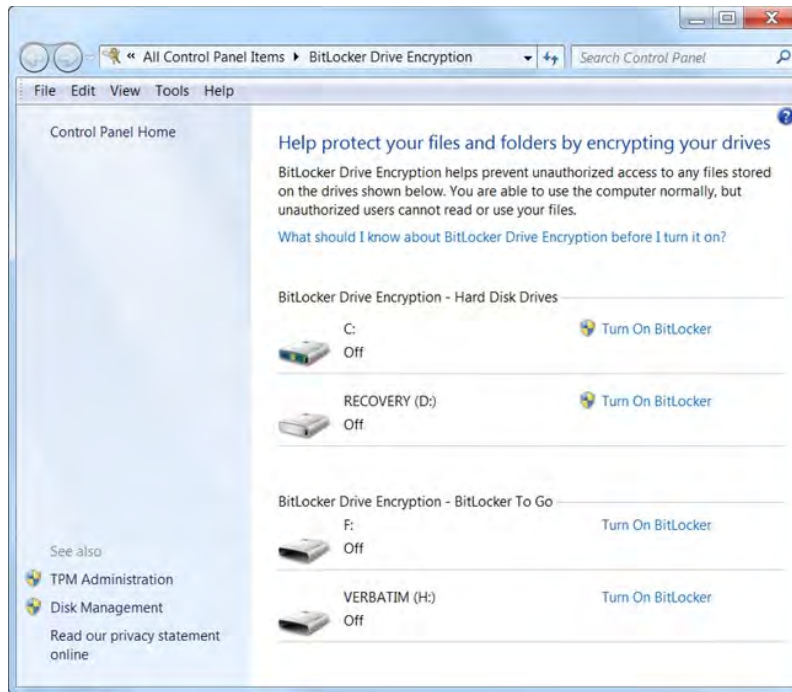 « All Control Panel Items ▸ BitLocker Drive Encryption
Search Control Panel
File Edit View Tools Help
Control Panel Home
Help protect your files and folders by encrypting your drives
BitLocker Drive Encryption helps prevent unauthorized access to any files stored
on the drives shown below. You are able to use the computer normally, but
unauthorized users cannot read or use your files.
What should I know about BitLocker Drive Encryption before I turn it on?
BitLocker Drive Encryption - Hard Disk Drives
C: Turn On BitLocker
Off
RECOVERY (D:) Turn On BitLocker
Off
BitLocker Drive Encryption - BitLocker To Go
F: Turn On BitLocker
Off
VERBATIM (H:) Turn On BitLocker
Off
See also
TPM Administration
Disk Management
Read our privacy statement
online